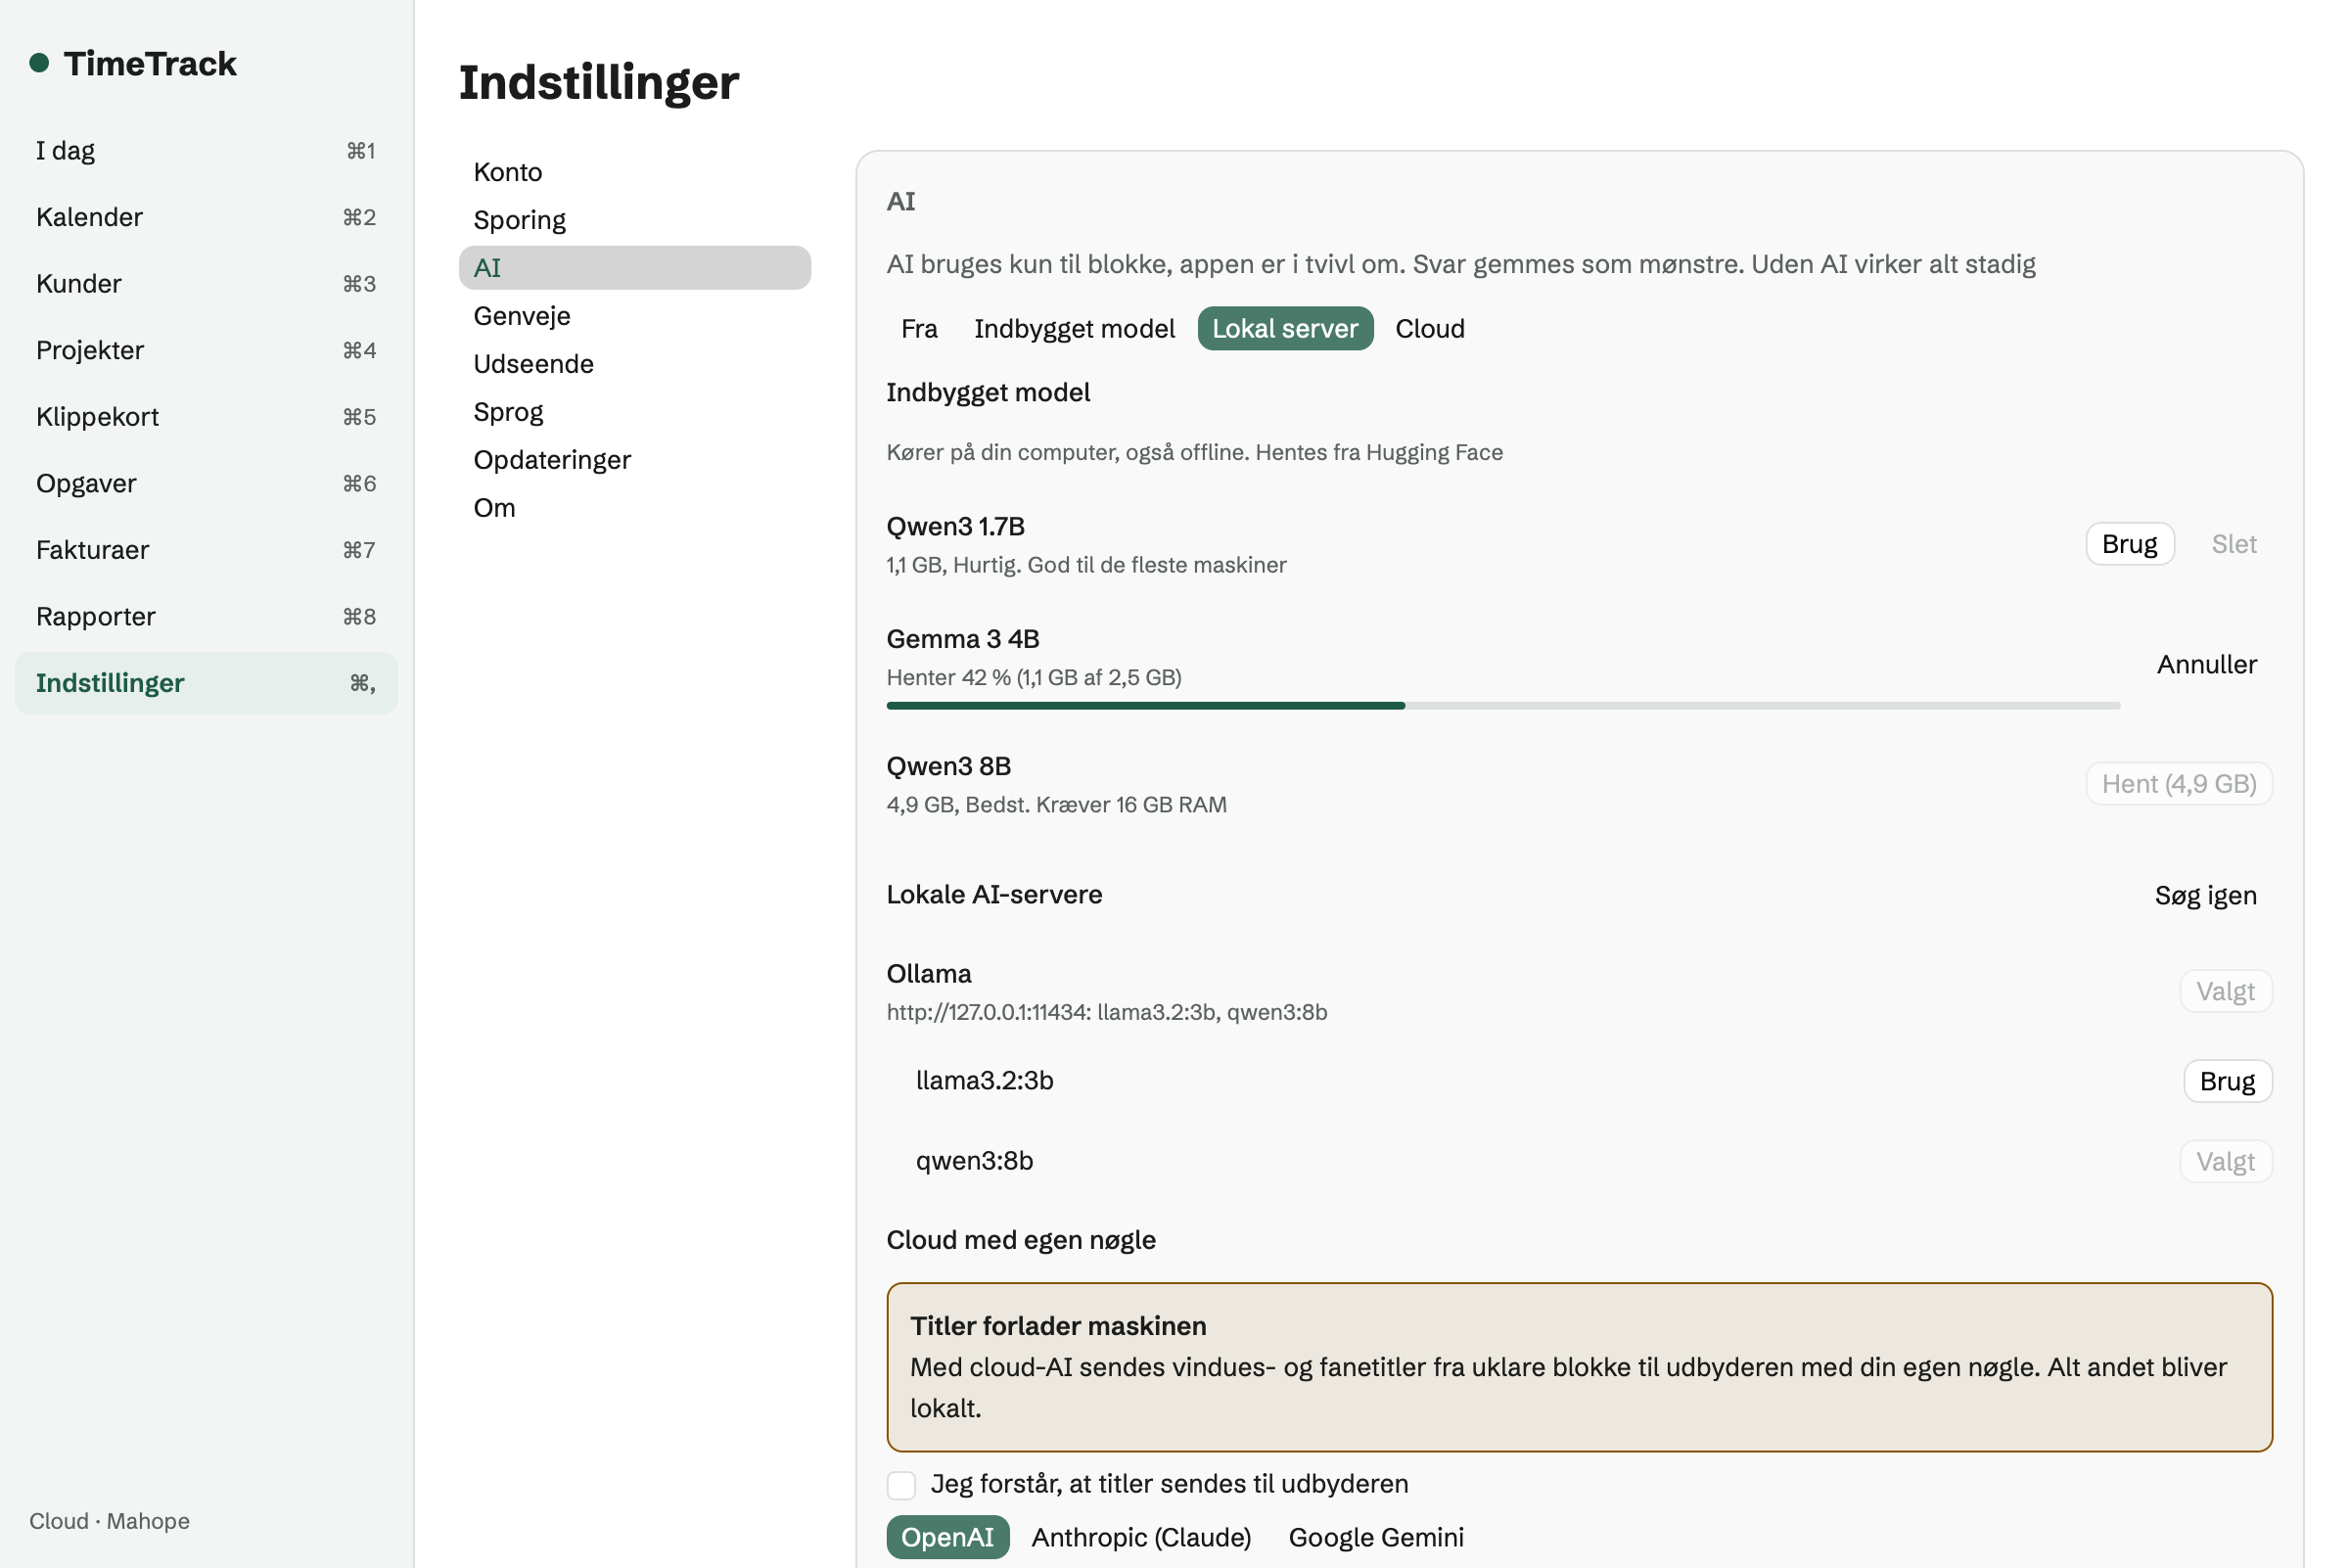 TimeTrack
I dag ⌘1
Kalender ⌘2
Kunder ⌘3
Projekter ⌘4
Klippekort ⌘5
Opgaver ⌘6
Fakturaer ⌘7
Rapporter ⌘8
Indstillinger ⌘,
Cloud · Mahope
Indstillinger
Konto
Sporing
AI
Genveje
Udseende
Sprog
Opdateringer
Om
AI
AI bruges kun til blokke, appen er i tvivl om. Svar gemmes som mønstre. Uden AI virker alt stadig
Fra Indbygget model Lokal server Cloud
Indbygget model
Kører på din computer, også offline. Hentes fra Hugging Face
Qwen3 1.7B
1,1 GB, Hurtig. God til de fleste maskiner
Brug Slet
Gemma 3 4B
Henter 42 % (1,1 GB af 2,5 GB)
Annuller
Qwen3 8B
4,9 GB, Bedst. Kræver 16 GB RAM
Hent (4,9 GB)
Lokale AI-servere Søg igen
Ollama
http://127.0.0.1:11434: llama3.2:3b, qwen3:8b
Valgt
llama3.2:3b Brug
qwen3:8b Valgt
Cloud med egen nøgle
Titler forlader maskinen
Med cloud-AI sendes vindues- og fanetitler fra uklare blokke til udbyderen med din egen nøgle. Alt andet bliver
lokalt.
Jeg forstår, at titler sendes til udbyderen
OpenAI Anthropic (Claude) Google Gemini